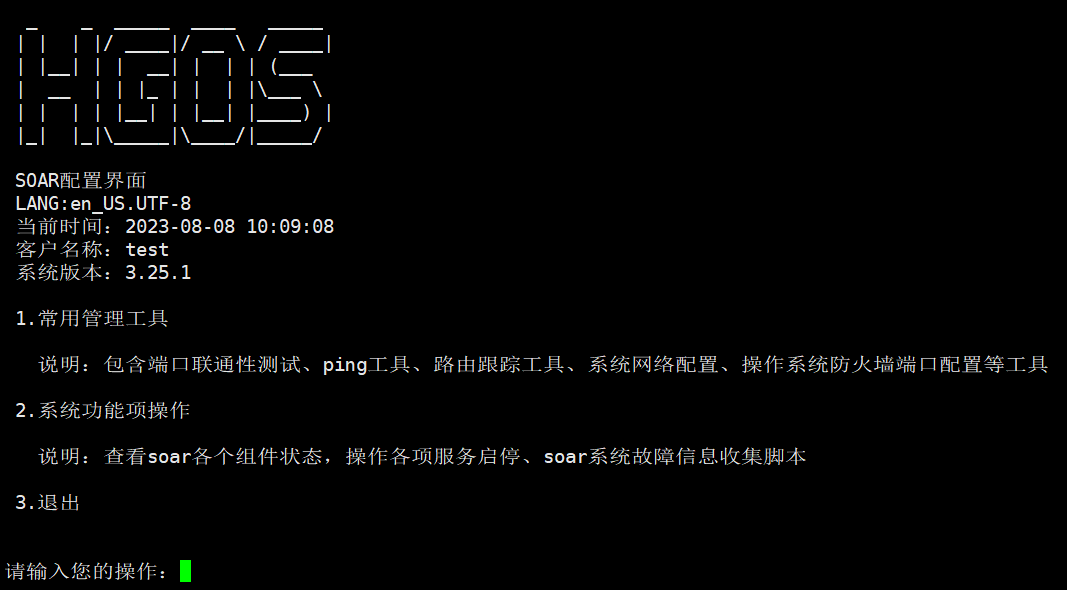 HGOS
SOAR配置界面
LANG:en_US.UTF-8
当前时间：2023-08-08 10:09:08
客户名称：test
系统版本：3.25.1
1.常用管理工具
说明：包含端口联通性测试、ping工具、路由跟踪工具、系统网络配置、操作系统防火墙端口配置等工具
2.系统功能项操作
说明：查看soar各个组件状态，操作各项服务启停、soar系统故障信息收集脚本
3.退出
请输入您的操作：